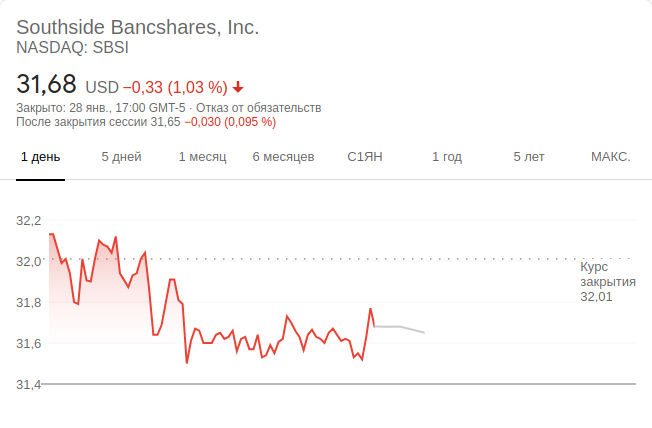 Southside Bancshares, Inc.
NASDAQ: SBSI
31,68 USD −0,33 (1,03 %)
Закрыто: 28 янв., 17:00 GMT-5 · Отказ от обязательств
После закрытия сессии 31,65 −0,030 (0,095 %)
1 день 5 дней 1 месяц 6 месяцев С1ЯН 1 год 5 лет МАКС.
32,2
32,0
Курс
закрытия
32,01
31,8
31,6
31,4